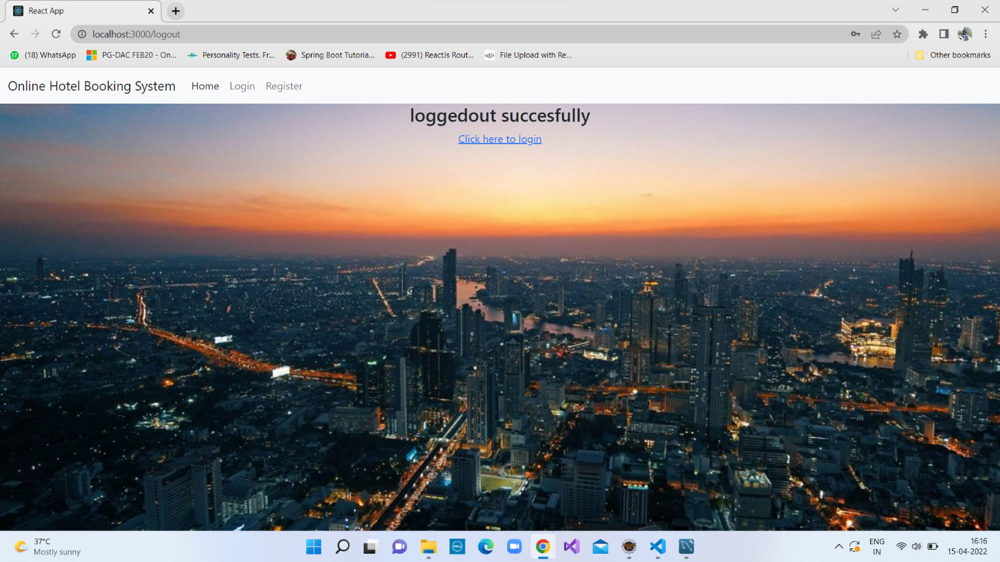 React App
localhost:3000/logout
(18) WhatsApp
PG-DAC FEB20 - On...
Personality Tests. Fr...
Spring Boot Tutoria...
(2991) ReactJs Rout...
</> File Upload with Re...
Other bookmarks
Online Hotel Booking System Home Login Register
loggedout succesfully
Click here to login
37°C
Mostly sunny
DELL
ENG
IN
16:16
15-04-2022